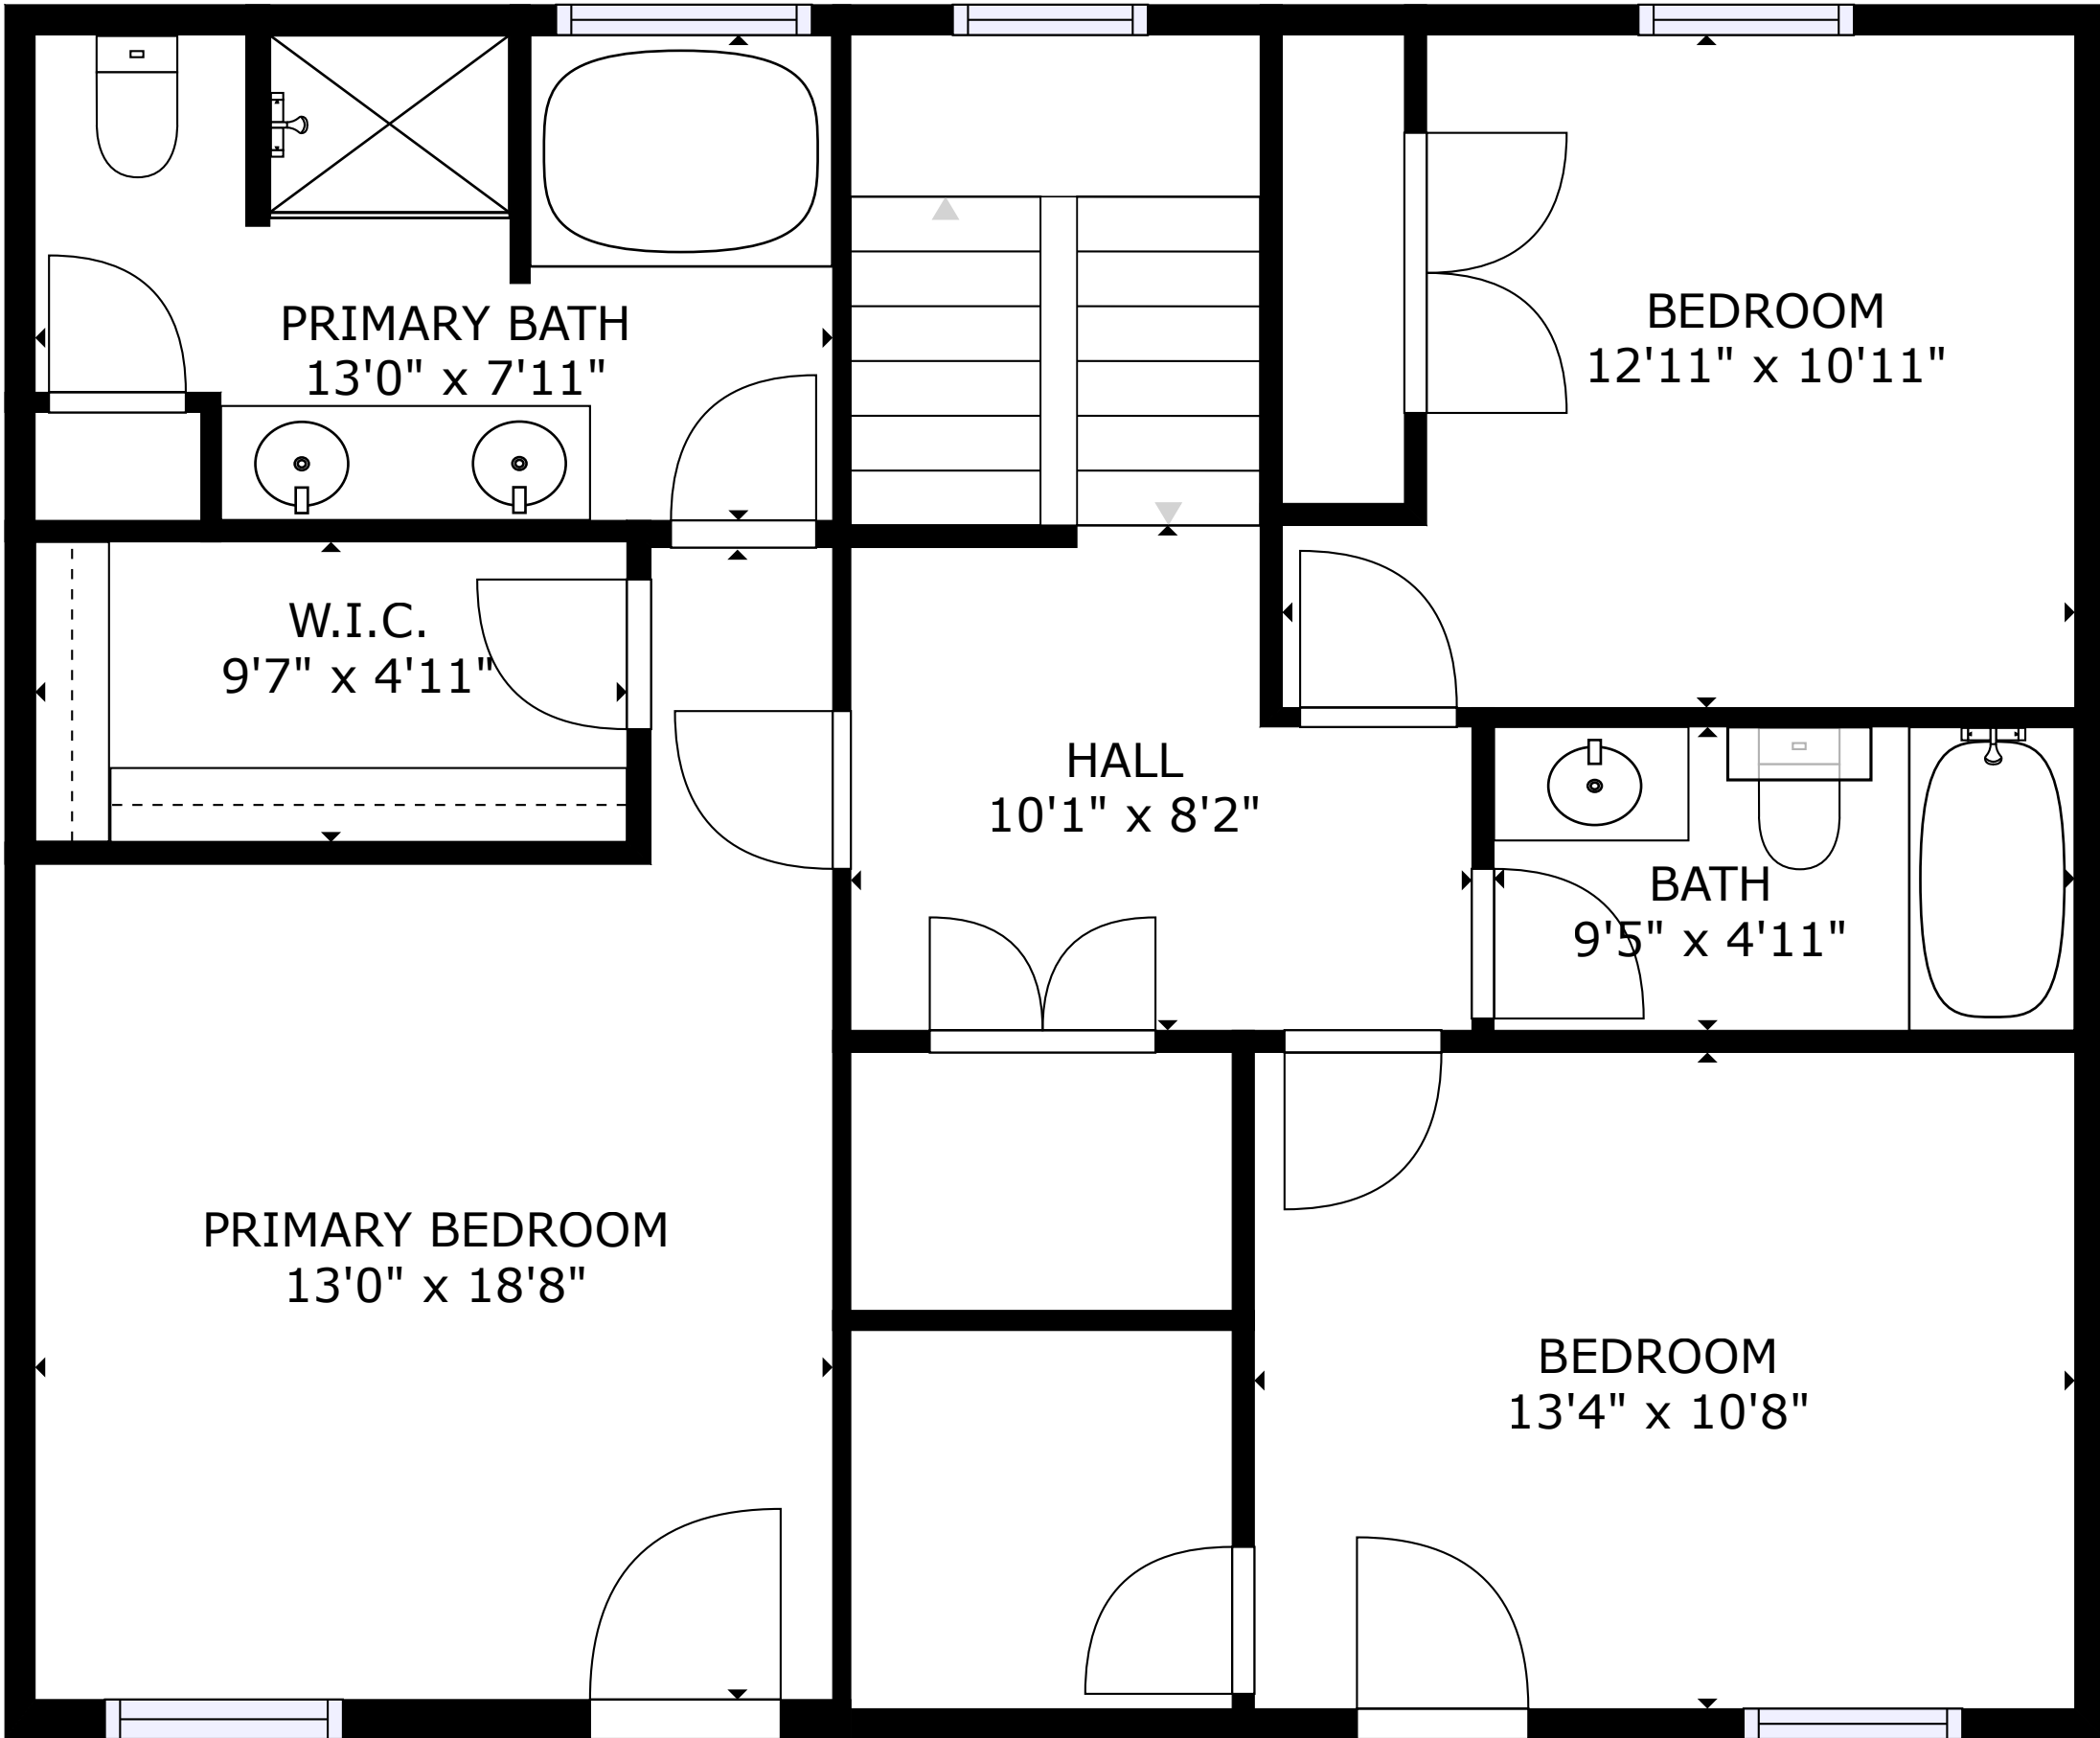 PRIMARY BATH
13'0" x 7'11"
BEDROOM
12'11" x 10'11"
W.I.C.
9'7" x 4'11"
HALL
10'1" x 8'2"
BATH
9'5" x 4'11"
PRIMARY BEDROOM
13'0" x 18'8"
BEDROOM
13'4" x 10'8"